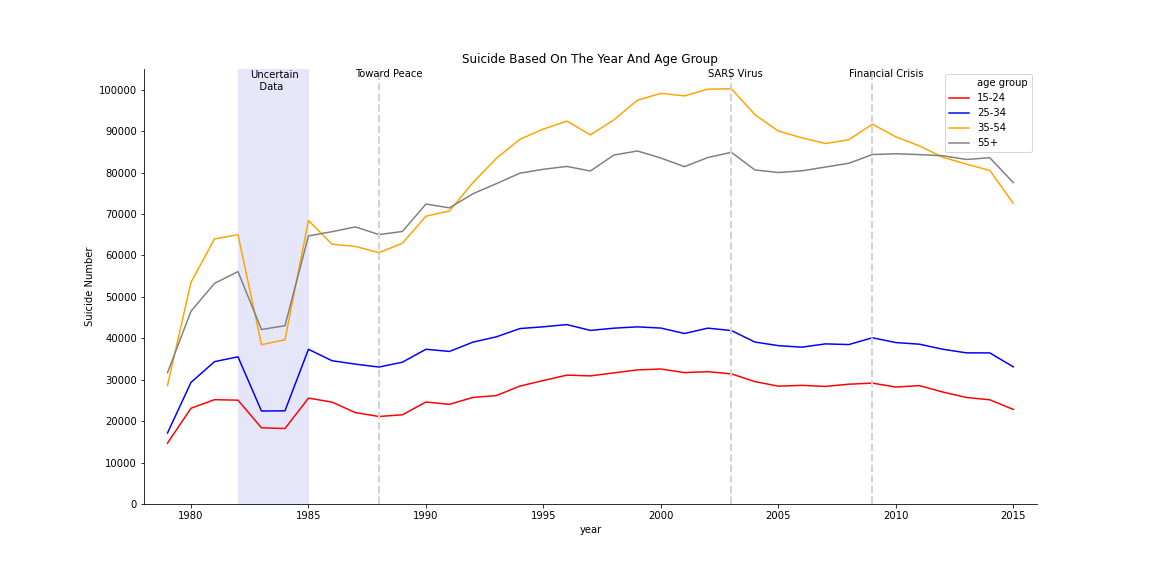 Suicide Based On The Year And Age Group
Uncertain
Data
Toward Peace
SARS Virus
Financial Crisis
age group
15-24
25-34
35-54
55+
100000
90000
80000
70000
60000
50000
40000
30000
20000
10000
0
Suicide Number
1980
1985
1990
1995
2000
2005
2010
2015
year